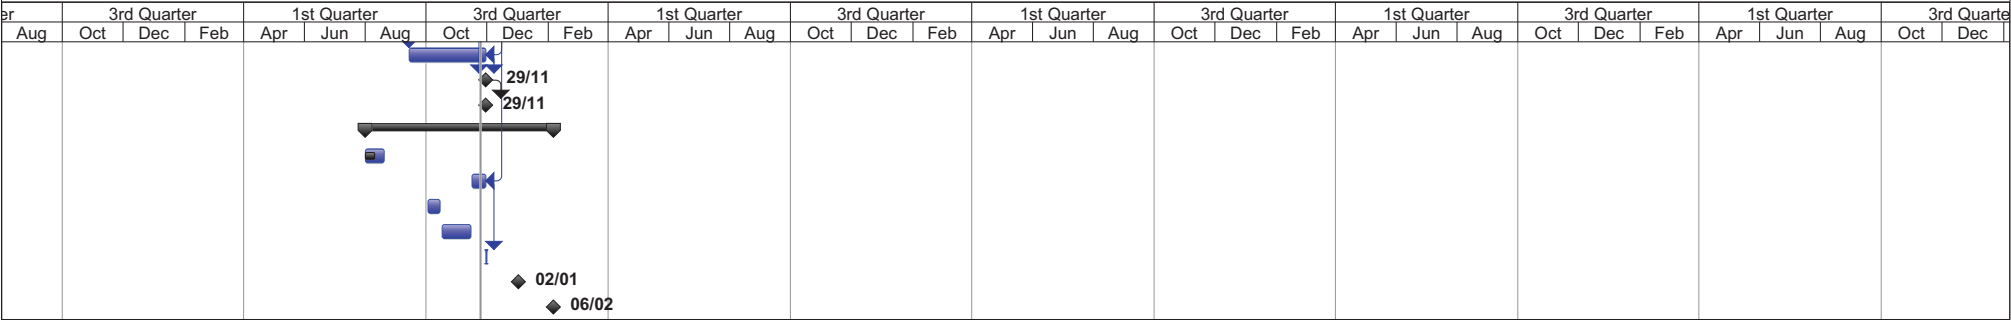 er 3rd Quarter 1st Quarter 3rd Quarter 1st Quarter 3rd Quarter 1st Quarter 3rd Quarter 1st Quarter 3rd Quarter 1st Quarter 3rd Quarte
Aug Oct Dec Feb Apr Jun Aug Oct Dec Feb Apr Jun Aug Oct Dec Feb Apr Jun Aug Oct Dec Feb Apr Jun Aug Oct Dec Feb Apr Jun Aug Oct Dec
29/11
29/11
02/01
06/02